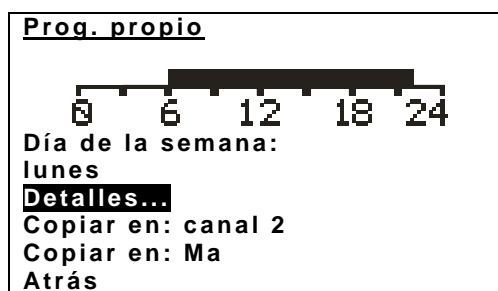 Prog. propio
0 6 12 18 24
Día de la semana:
lunes
Detalles...
Copiar en: canal 2
Copiar en: Ma
Atrás